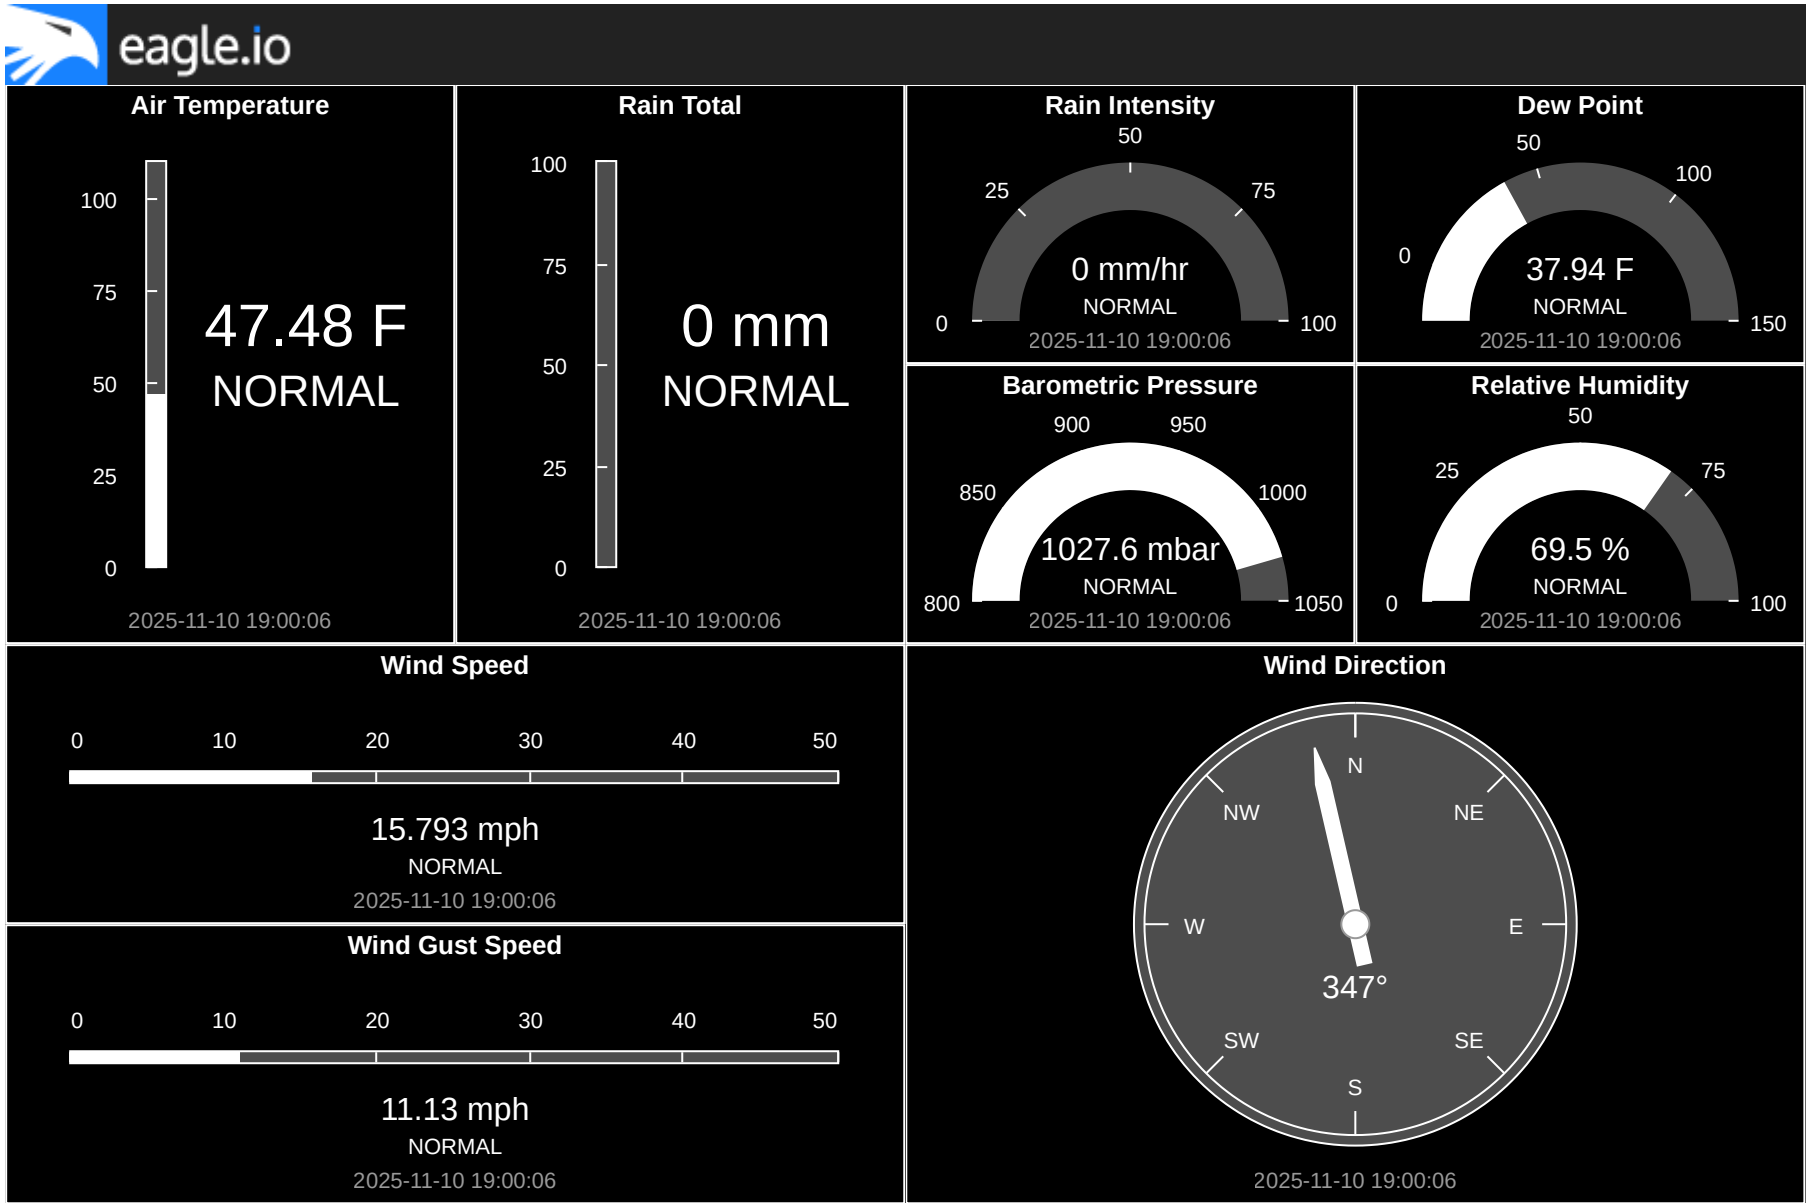 eagle.io
Air Temperature
100
75
50
25
0
47.48 F
NORMAL
2025-11-10 19:00:06
Rain Total
100
75
50
25
0
0 mm
NORMAL
2025-11-10 19:00:06
Rain Intensity
50
25
75
0
100
0 mm/hr
NORMAL
2025-11-10 19:00:06
Dew Point
50
100
0
150
37.94 F
NORMAL
2025-11-10 19:00:06
Barometric Pressure
900
950
850
1000
800
1050
1027.6 mbar
NORMAL
2025-11-10 19:00:06
Relative Humidity
50
25
75
0
100
69.5 %
NORMAL
2025-11-10 19:00:06
Wind Speed
0 10 20 30 40 50
15.793 mph
NORMAL
2025-11-10 19:00:06
Wind Gust Speed
0 10 20 30 40 50
11.13 mph
NORMAL
2025-11-10 19:00:06
Wind Direction
N
NW NE
W E
347°
SW SE
S
2025-11-10 19:00:06